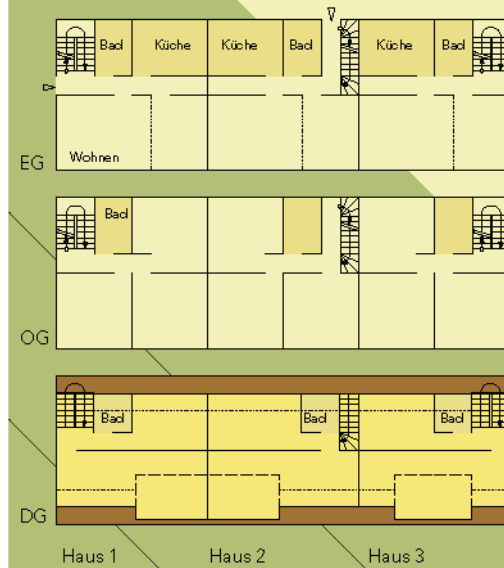 Bad Küche Küche Bad Küche Bad
Wohnen
EG
Bad
OG
Bad Bad Bad
DG
Haus 1 Haus 2 Haus 3